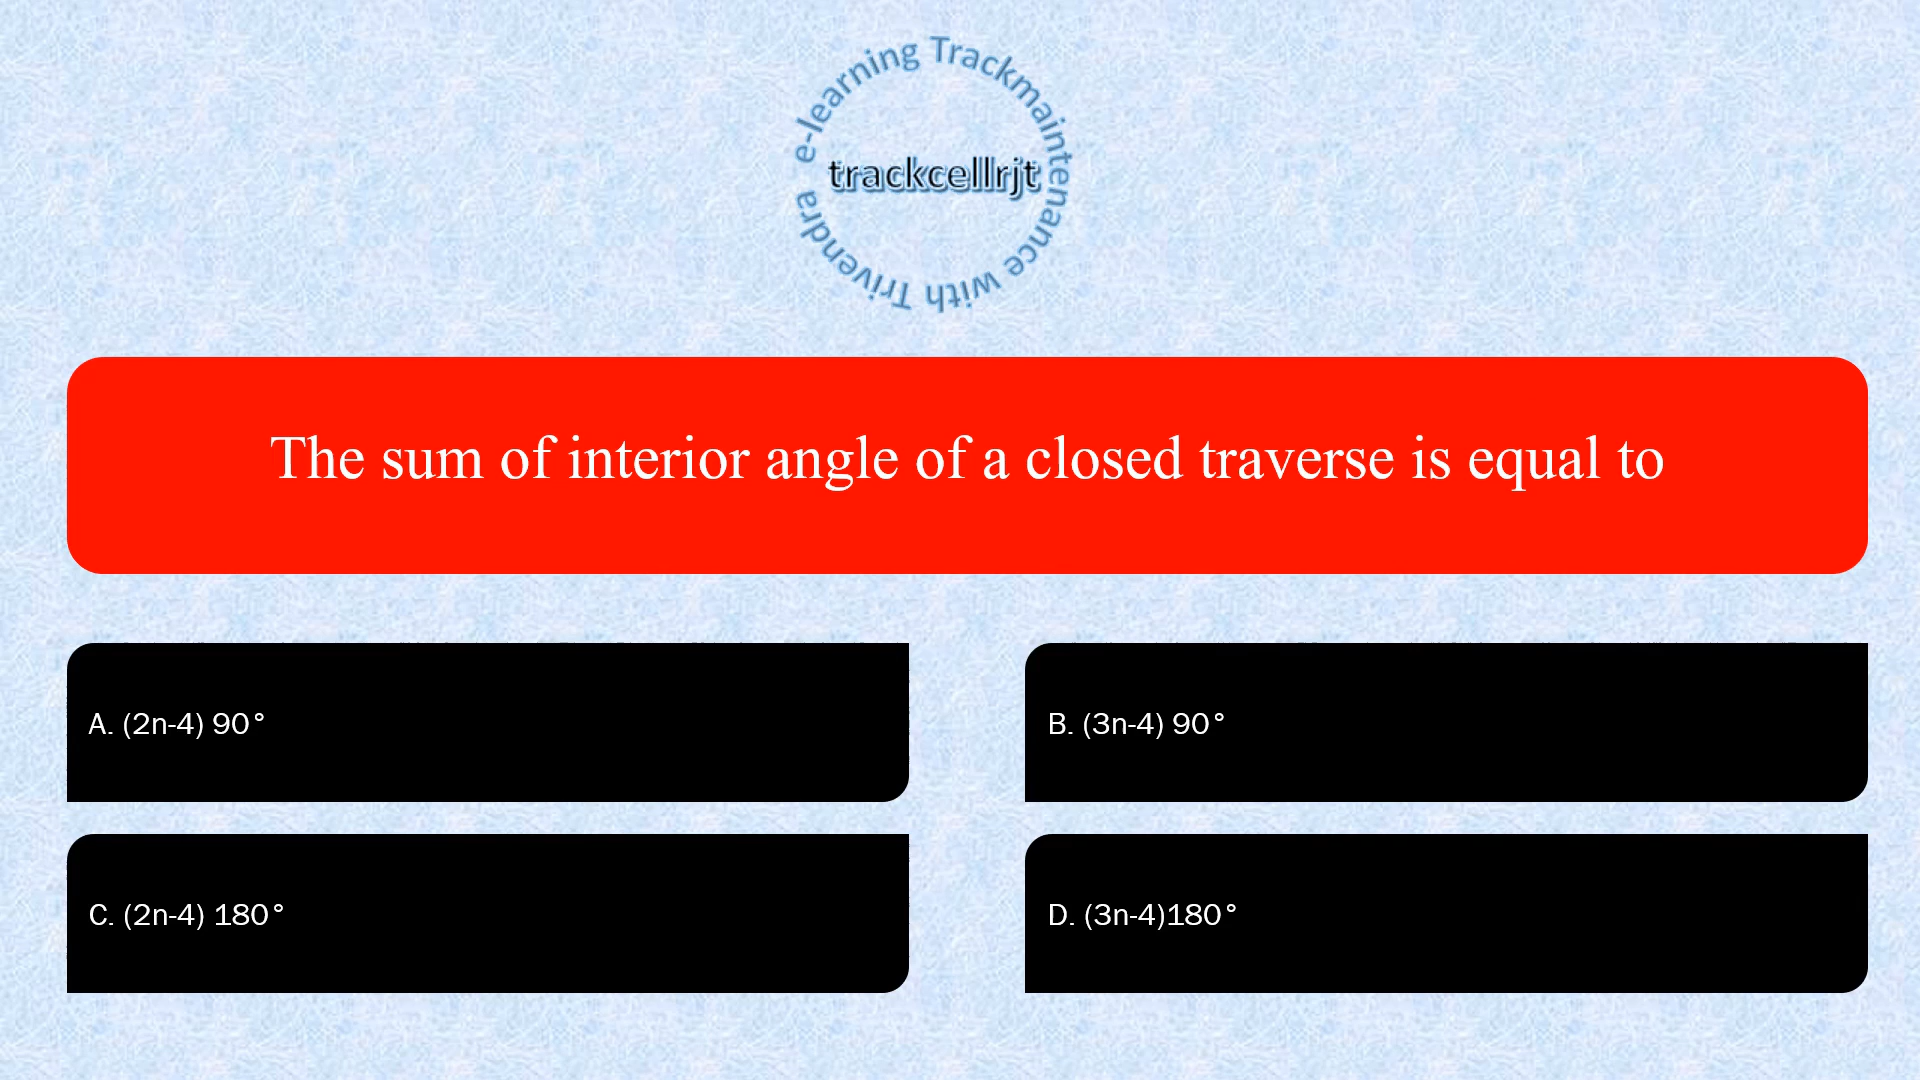 e-learning Trackmaintenance with Trivendra
trackcellrjt
The sum of interior angle of a closed traverse is equal to
A. (2n-4) 90°
B. (3n-4) 90°
C. (2n-4) 180°
D. (3n-4)180°